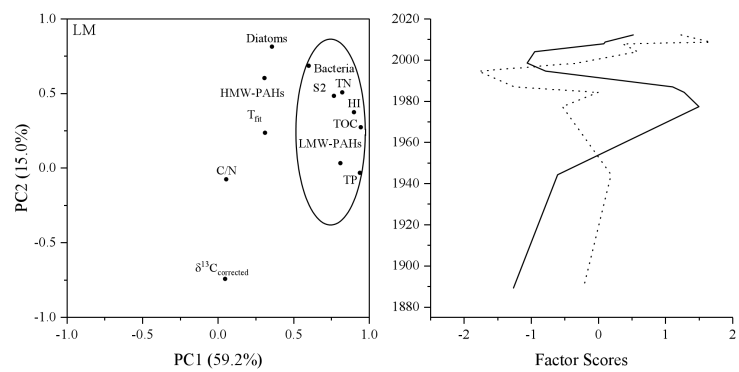 LM
Diatoms
Bacteria
HMW-PAHs
S2
TN
HI
T_fit
TOC
LMW-PAHs
C/N
TP
δ¹³C_corrected
1.0
0.5
0.0
-0.5
-1.0
PC2 (15.0%)
-1.0
-0.5
0.0
0.5
1.0
PC1 (59.2%)
2020
2000
1980
1960
1940
1920
1900
1880
-2
-1
0
1
2
Factor Scores